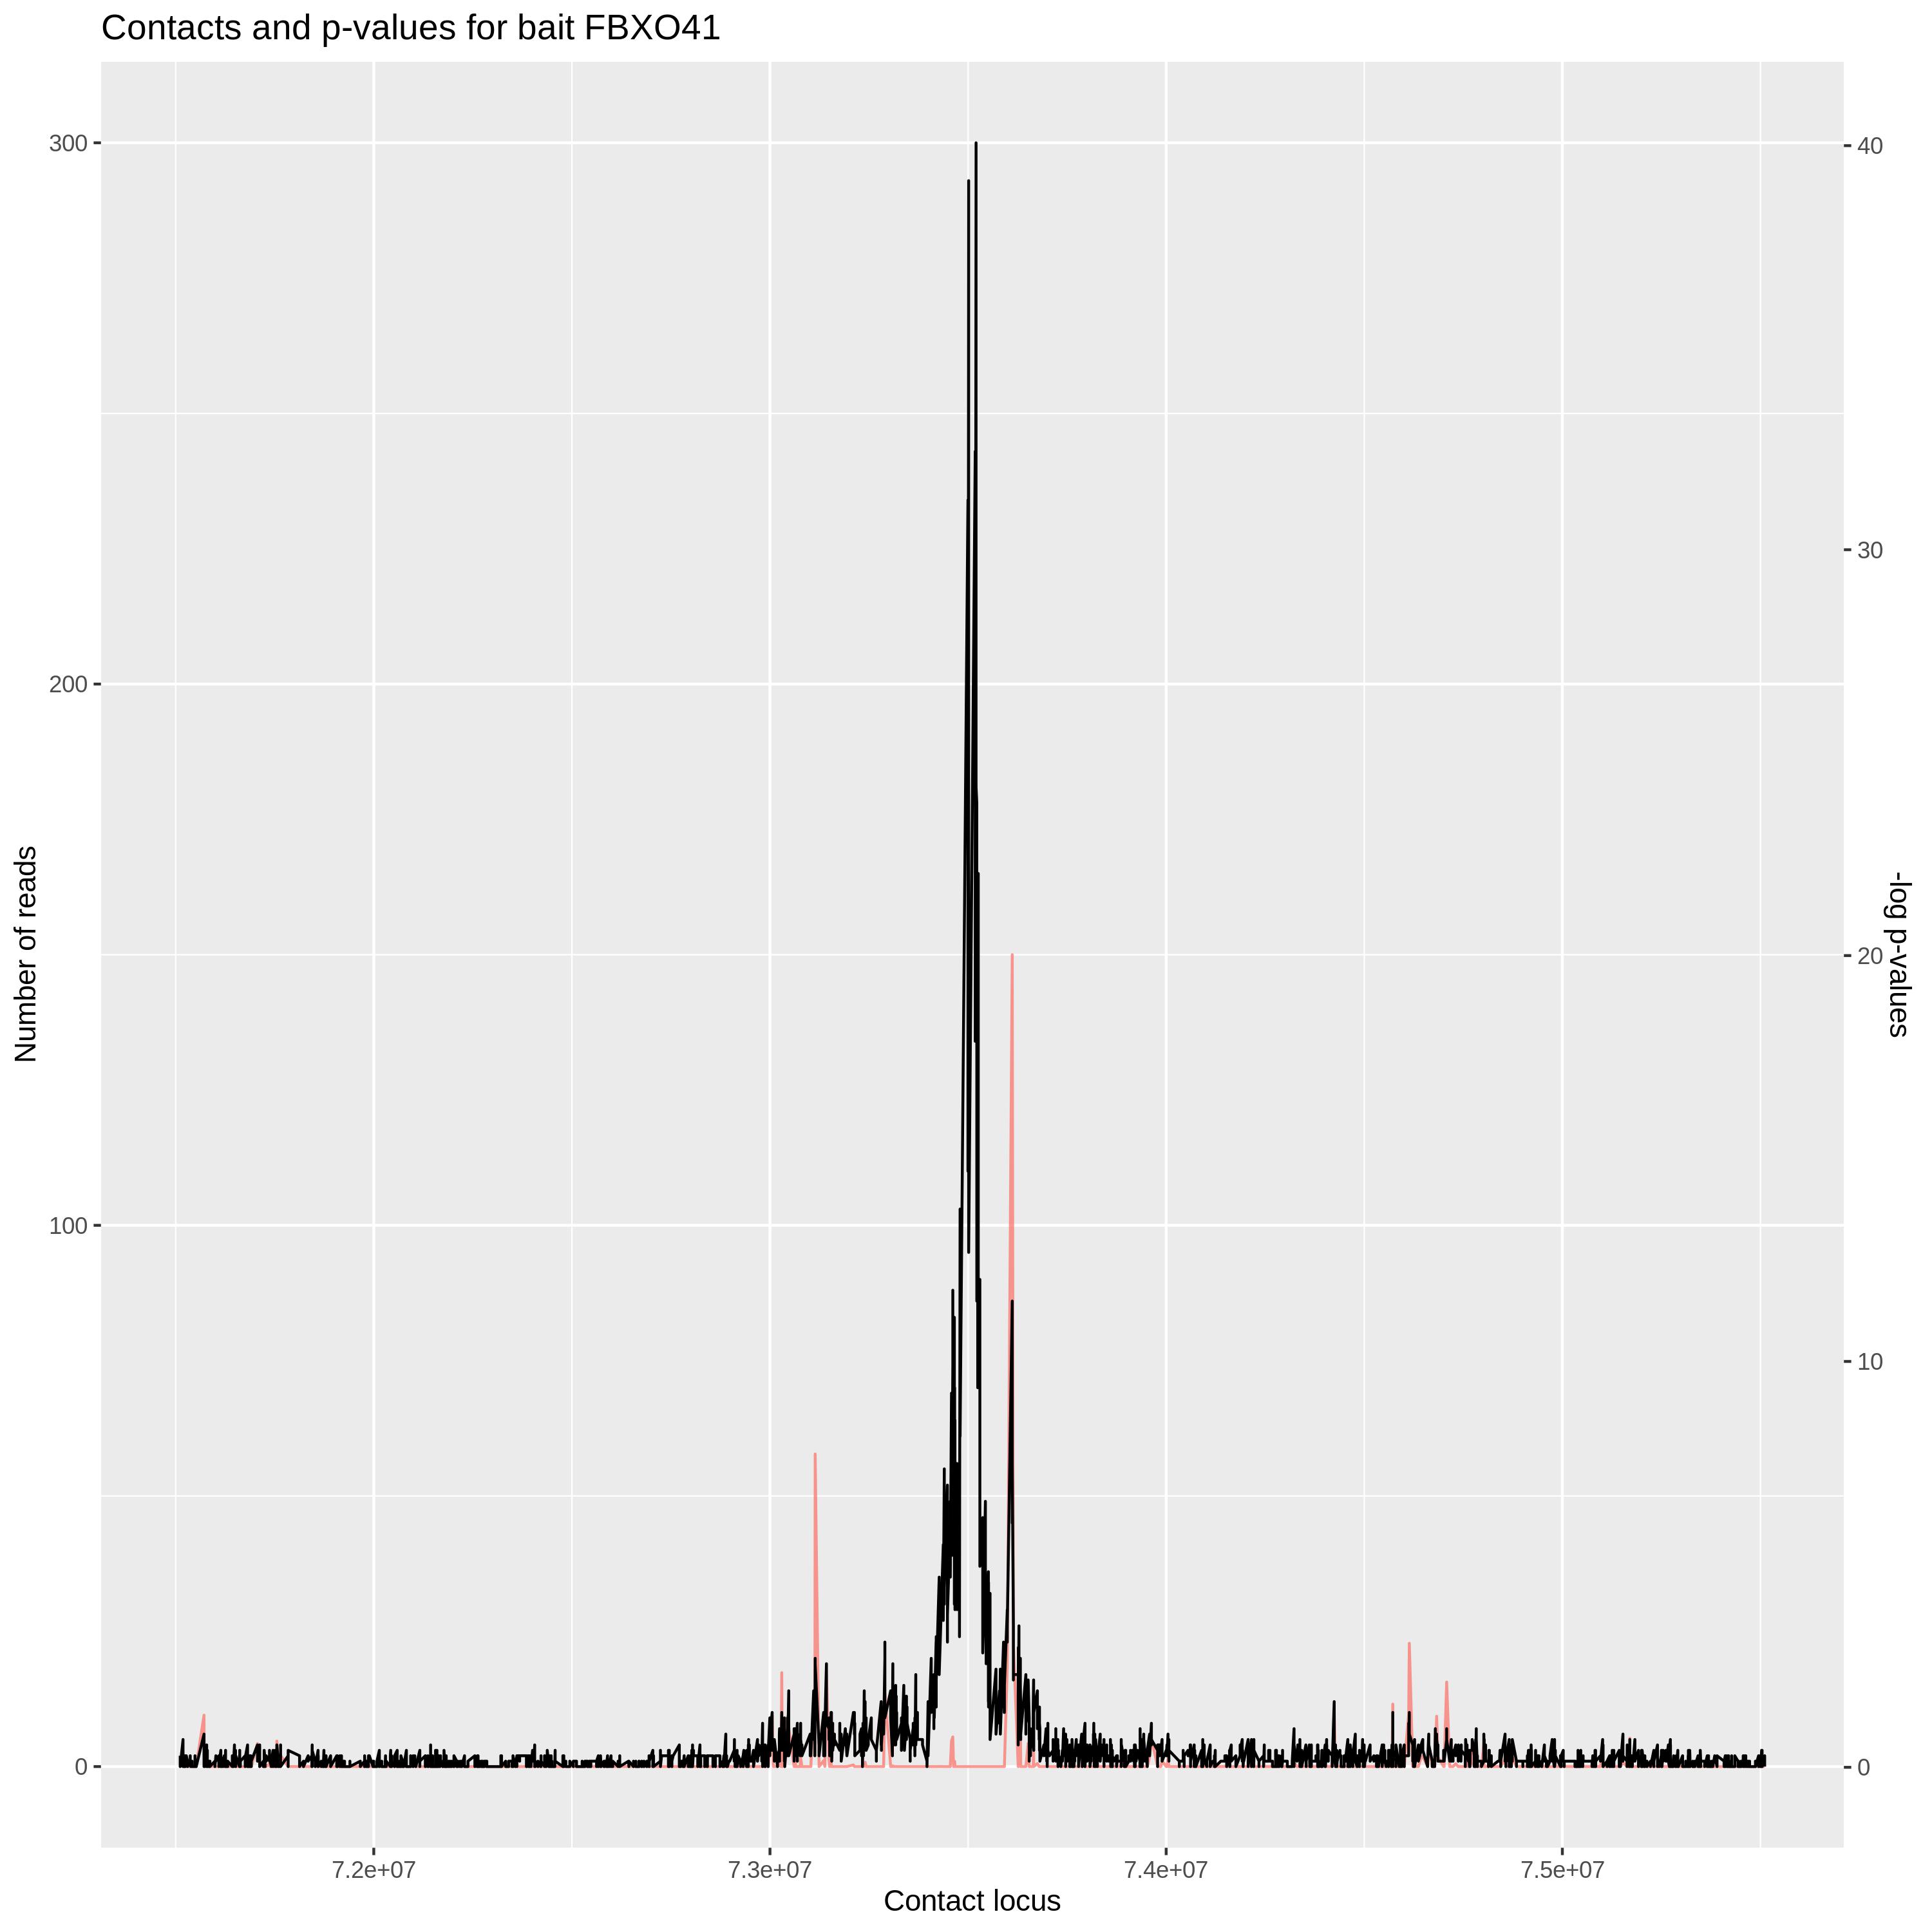 Contacts and p-values for bait FBXO41
300
200
100
0
40
30
20
10
0
Number of reads
-log p-values
7.2e+07
7.3e+07
7.4e+07
7.5e+07
Contact locus